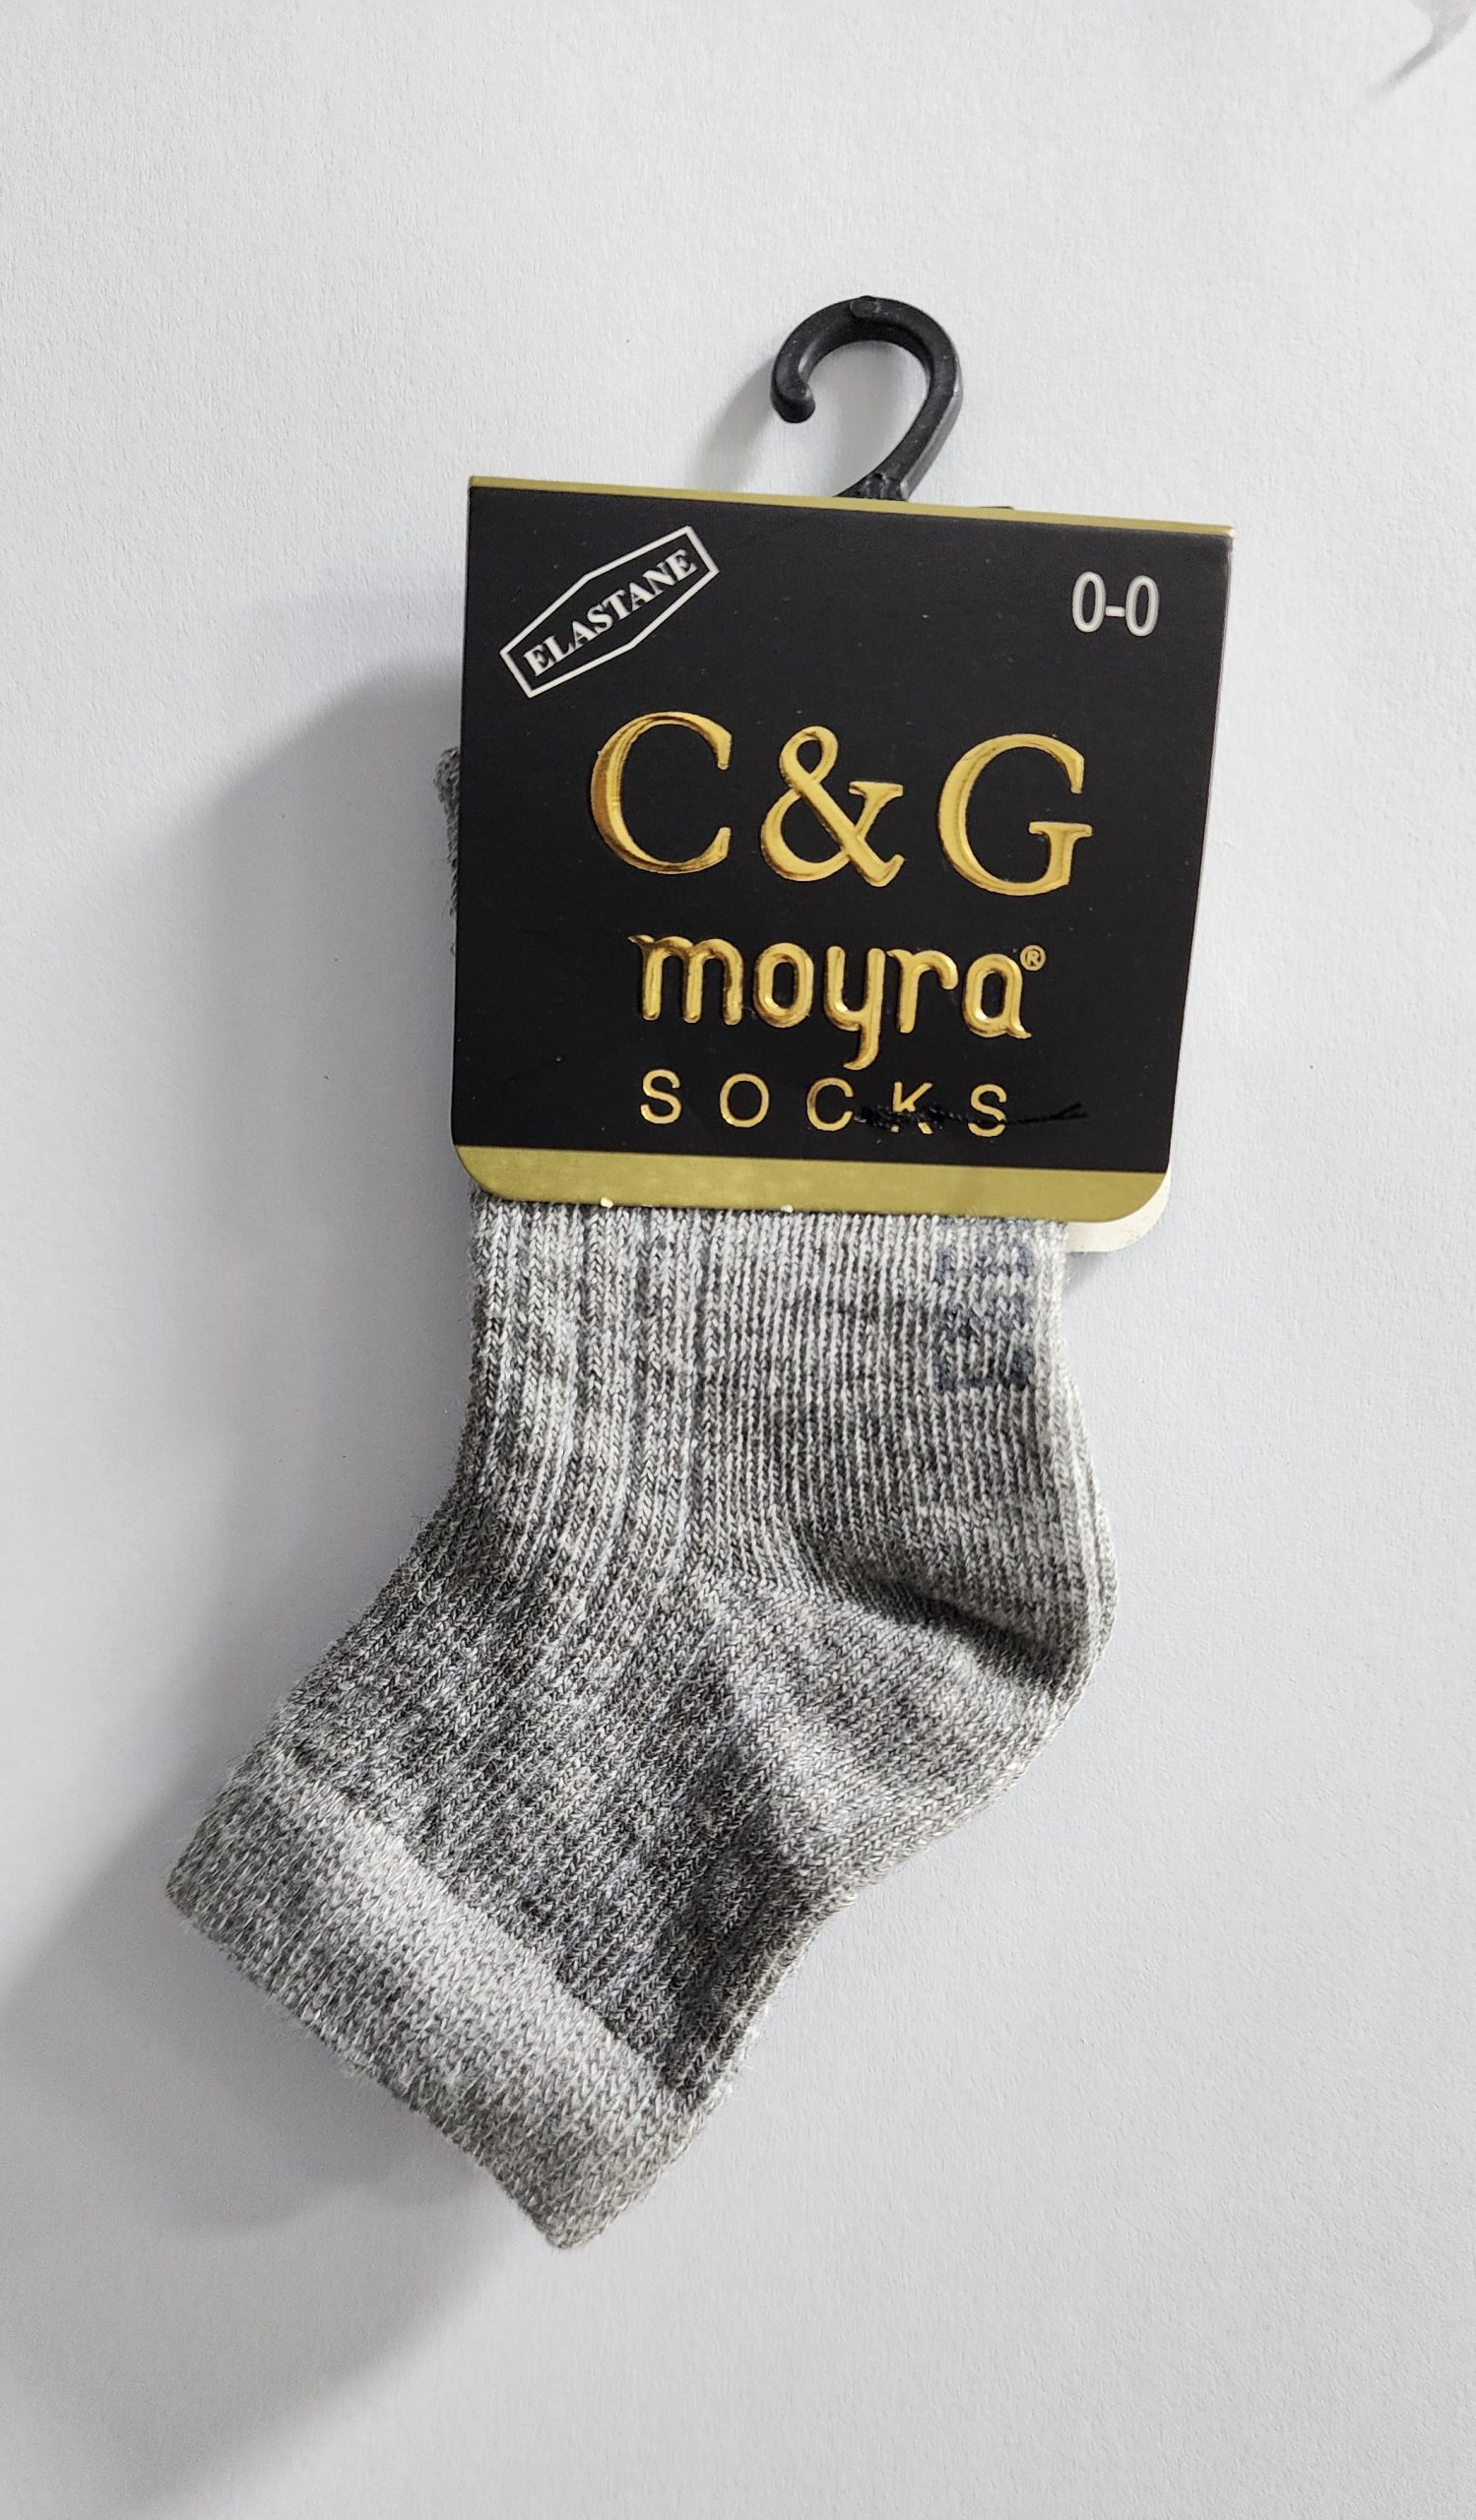 ELASTANE
0-0
C&G
moyra®
SOCKS